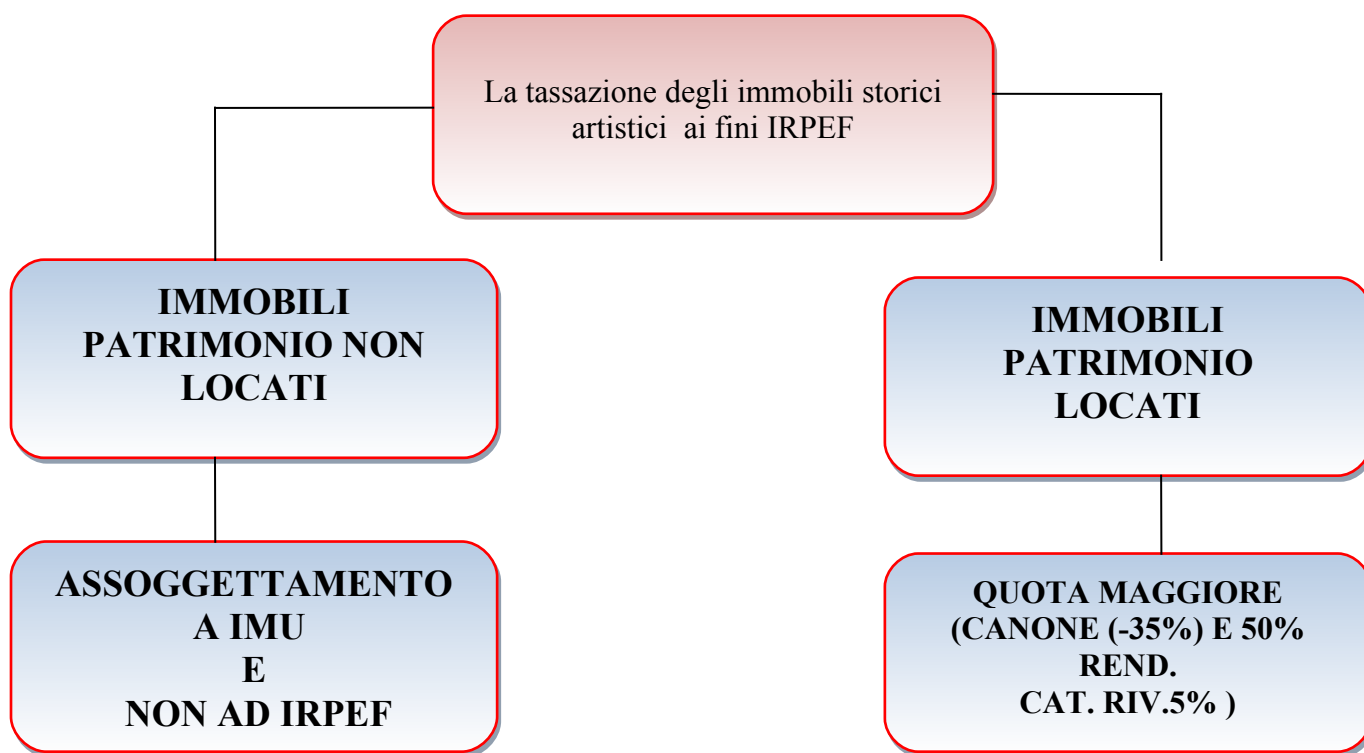 La tassazione degli immobili storici
artistici ai fini IRPEF
IMMOBILI
PATRIMONIO NON
LOCATI
IMMOBILI
PATRIMONIO
LOCATI
ASSOGGETTAMENTO
A IMU
E
NON AD IRPEF
QUOTA MAGGIORE
(CANONE (-35%) E 50%
REND.
CAT. RIV.5% )